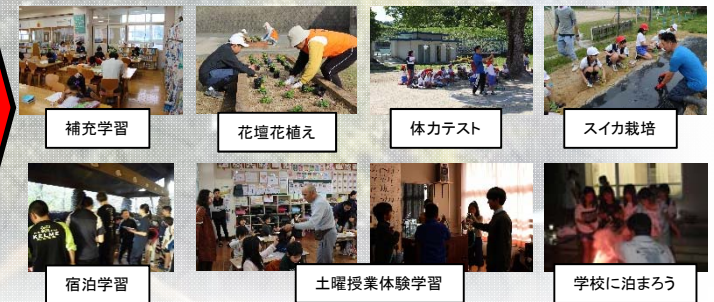 補充学習
花壇花植え
体力テスト
スイカ栽培
宿泊学習
土曜授業体験学習
学校に泊まろう